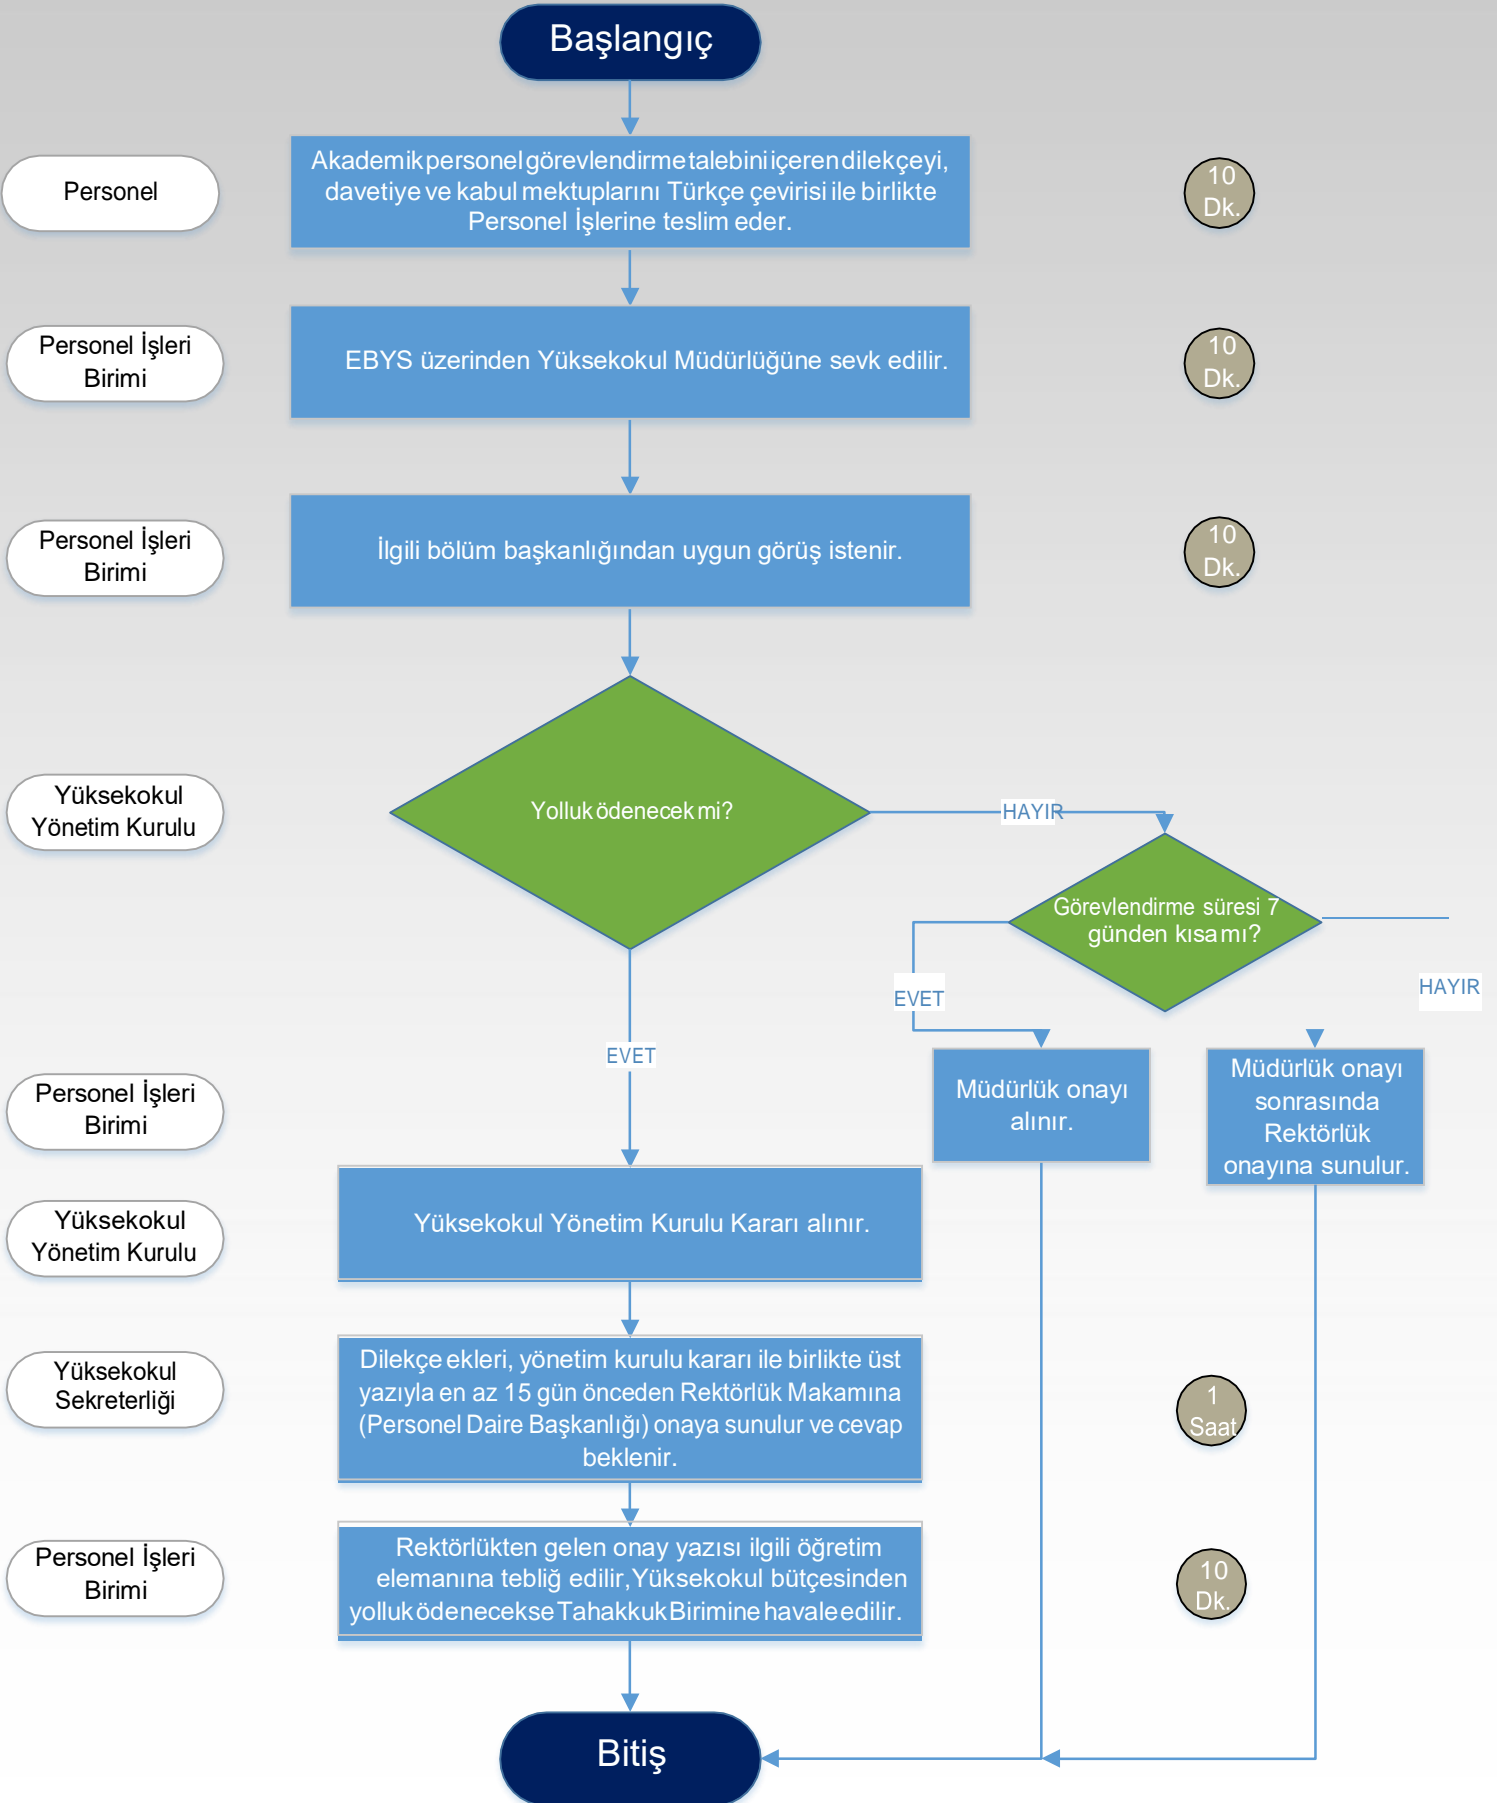 Başlangıç
Personel
Akademik personel görevlendirme talebini içeren dilekçeyi,
davetiye ve kabul mektuplarını Türkçe çevirisi ile birlikte
Personel İşlerine teslim eder.
10
Dk.
Personel İşleri
Birimi
EBYS üzerinden Yüksekokul Müdürlüğüne sevk edilir.
10
Dk.
Personel İşleri
Birimi
İlgili bölüm başkanlığından uygun görüş istenir.
10
Dk.
Yüksekokul
Yönetim Kurulu
Yolluk ödenecek mi?
HAYIR
Görevlendirme süresi 7
günden kısa mı?
EVET
HAYIR
EVET
Personel İşleri
Birimi
Müdürlük onayı
alınır.
Müdürlük onayı
sonrasında
Rektörlük
onayına sunulur.
Yüksekokul
Yönetim Kurulu
Yüksekokul Yönetim Kurulu Kararı alınır.
Yüksekokul
Sekreterliği
Dilekçe ekleri, yönetim kurulu kararı ile birlikte üst
yazıyla en az 15 gün önceden Rektörlük Makamına
(Personel Daire Başkanlığı) onaya sunulur ve cevap
beklenir.
1
Saat
Personel İşleri
Birimi
Rektörlükten gelen onay yazısı ilgili öğretim
elemanına tebliğ edilir, Yüksekokul bütçesinden
yolluk ödenecekse Tahakkuk Birimine havale edilir.
10
Dk.
Bitiş